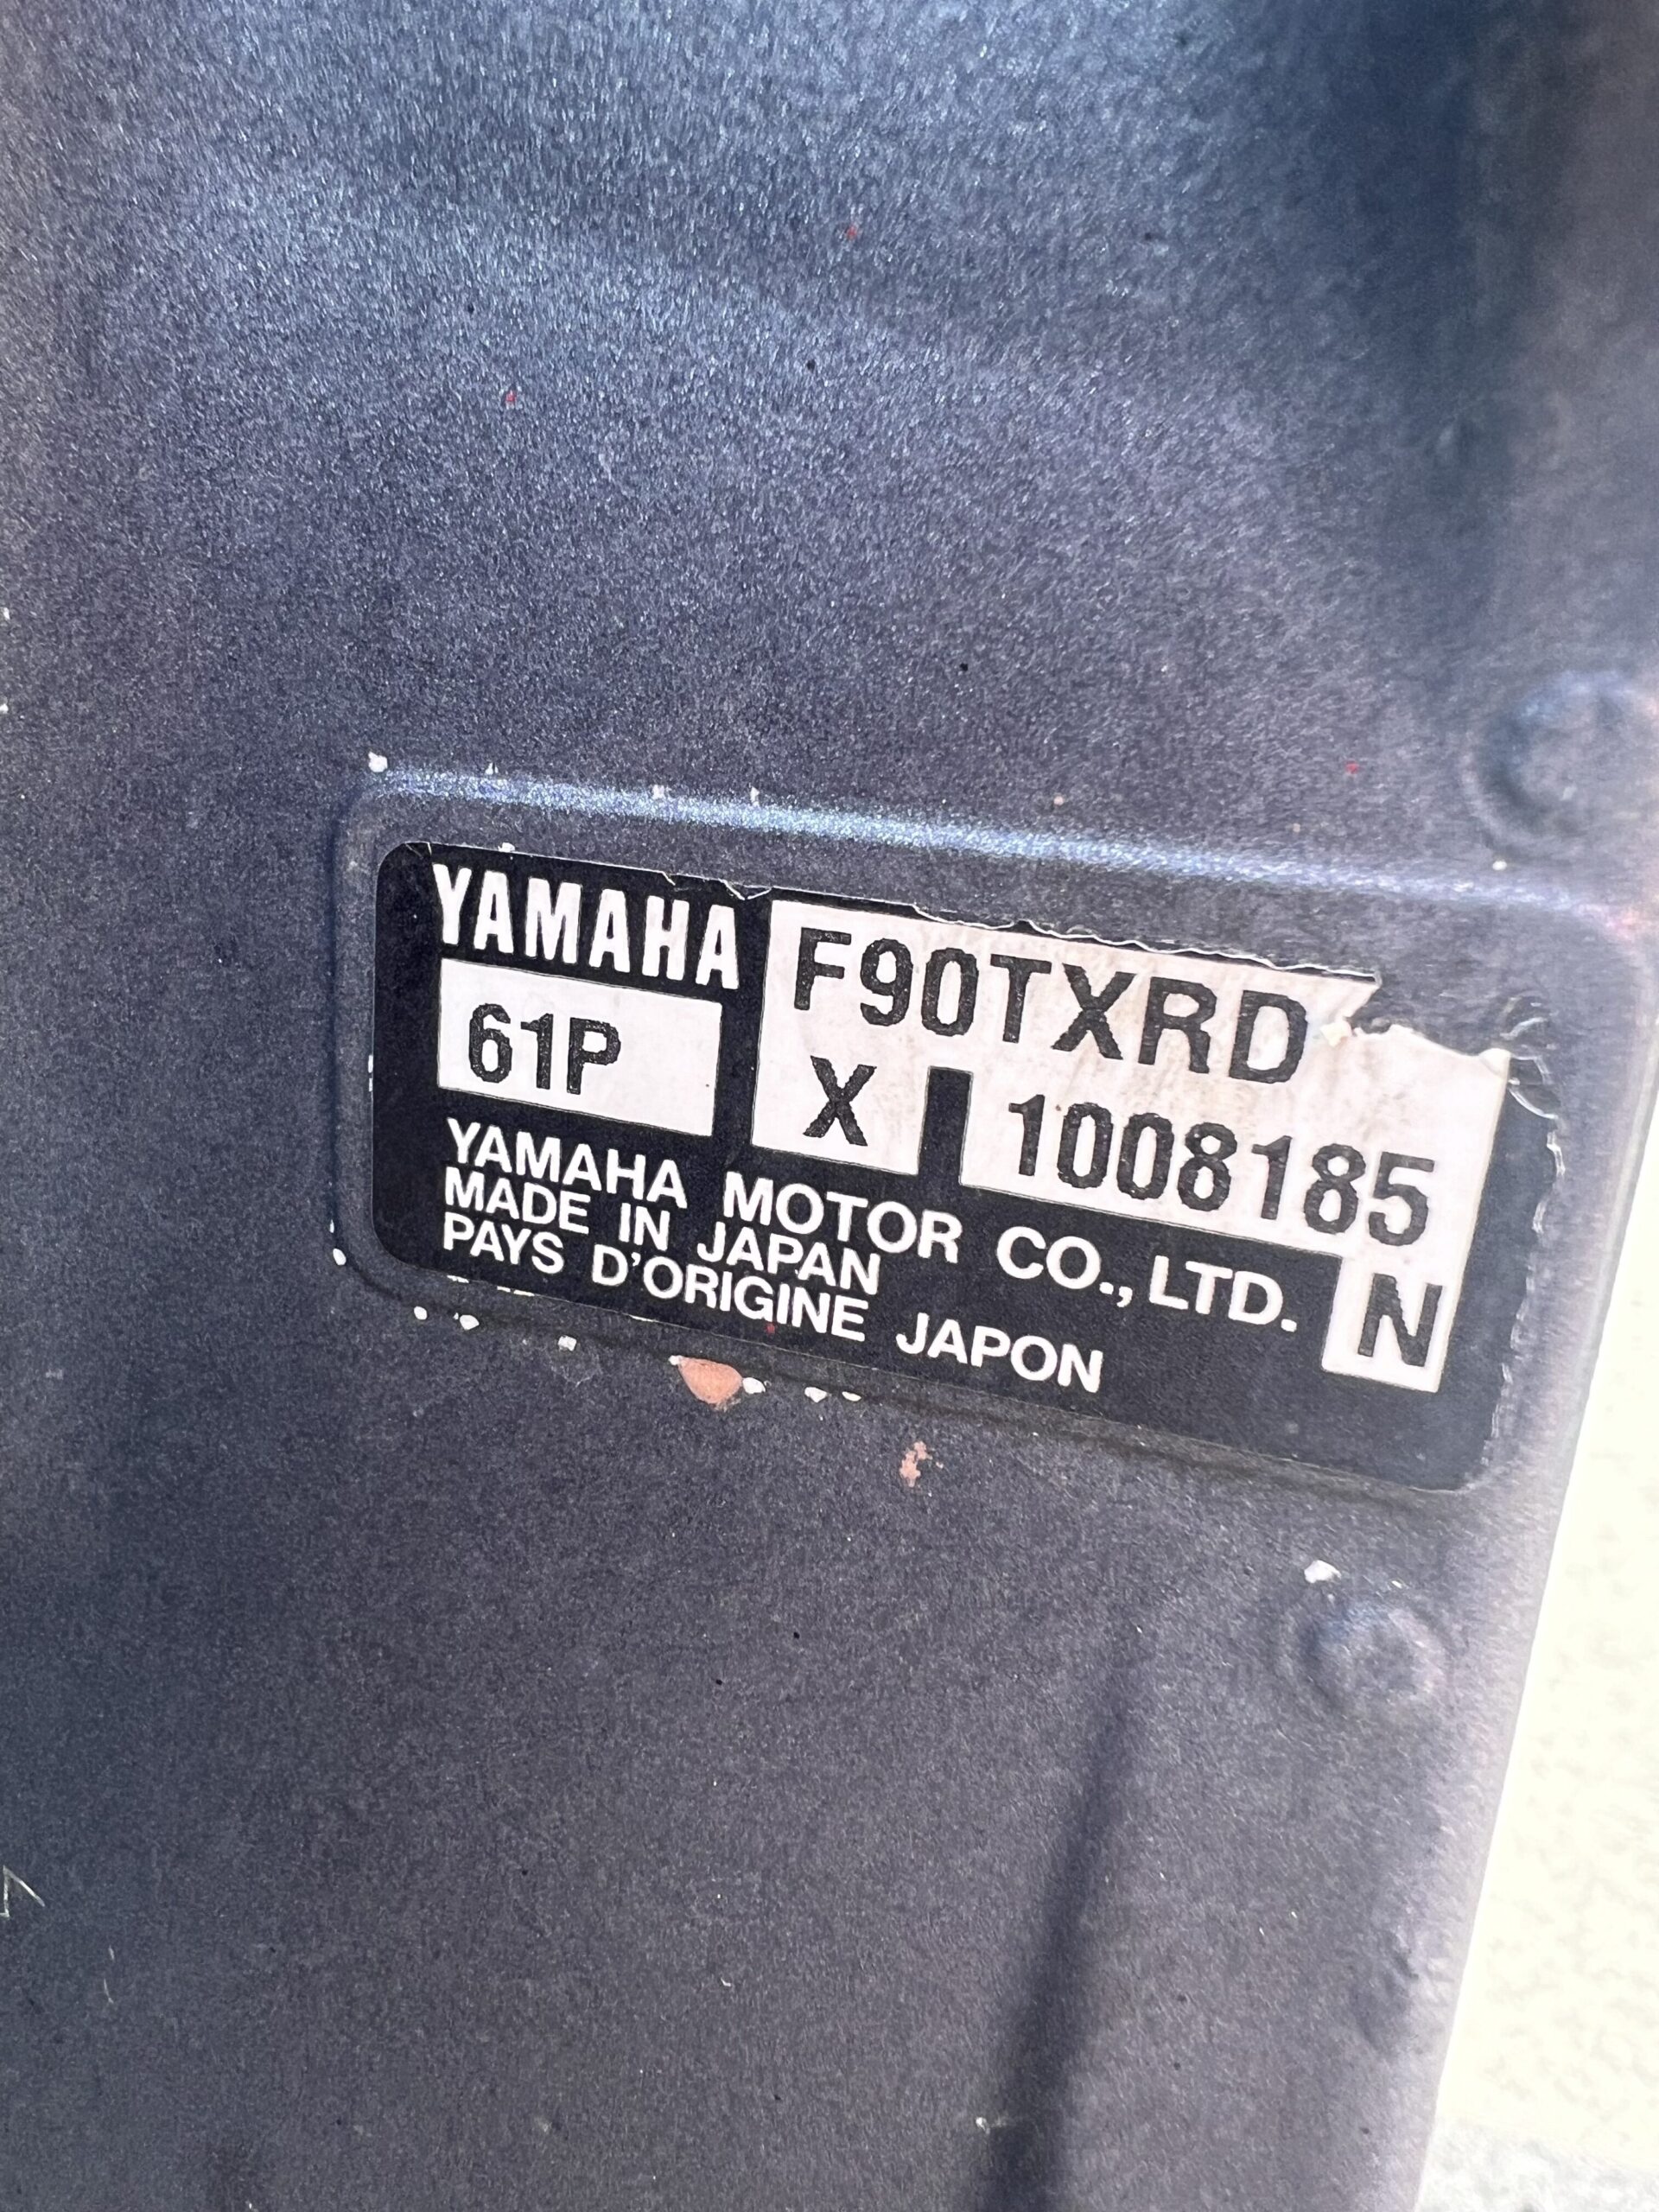 YAMAHA F90TXRD
61P X 1008185
YAMAHA MOTOR CO., LTD.
MADE IN JAPAN
PAYS D'ORIGINE JAPON
N